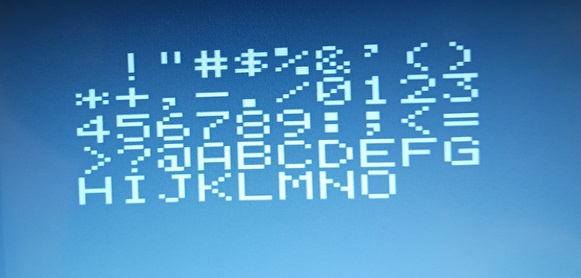 !"#$%&'()
*+,-./0123
456789:;<=
>?@ABCDEFG
HIJKLMNO